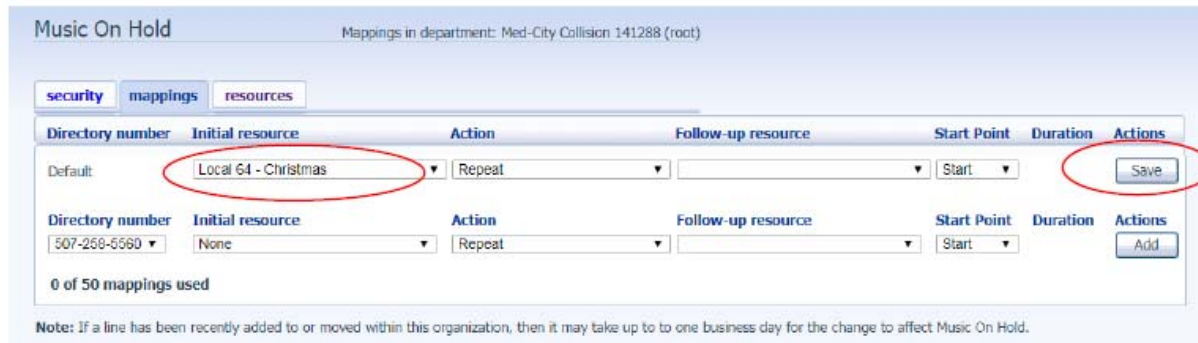 Music On Hold Mappings in department: Med-City Collision 141288 (root)
security mappings resources
Directory number Initial resource Action Follow-up resource Start Point Duration Actions
Default Local 64 - Christmas Repeat Start Save
Directory number Initial resource Action Follow-up resource Start Point Duration Actions
507-258-5560 None Repeat Start Add
0 of 50 mappings used
Note: If a line has been recently added to or moved within this organization, then it may take up to to one business day for the change to affect Music On Hold.